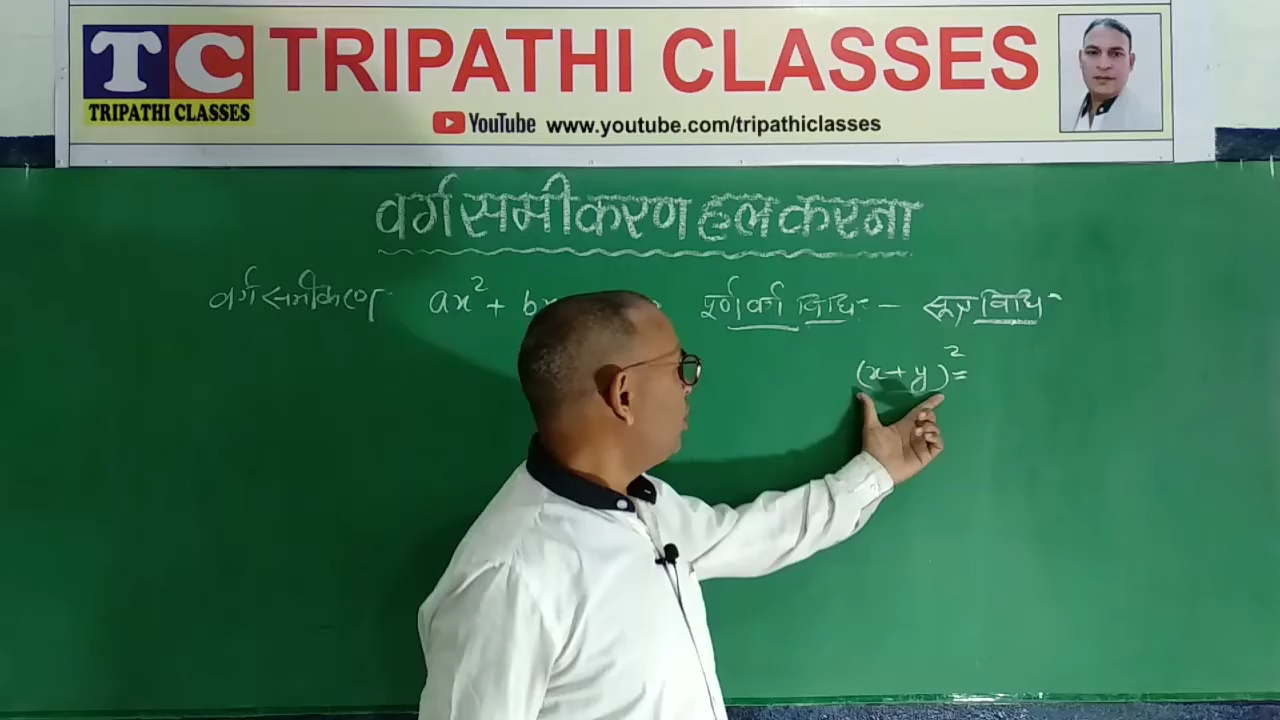 TC TRIPATHI CLASSES
TRIPATHI CLASSES
YouTube www.youtube.com/tripathiclasses
वर्ग समीकरण हल करना
वर्ग समीकरण ax² + b पूर्ण वर्ग विधि - सूत्र विधि
(x + y)² =